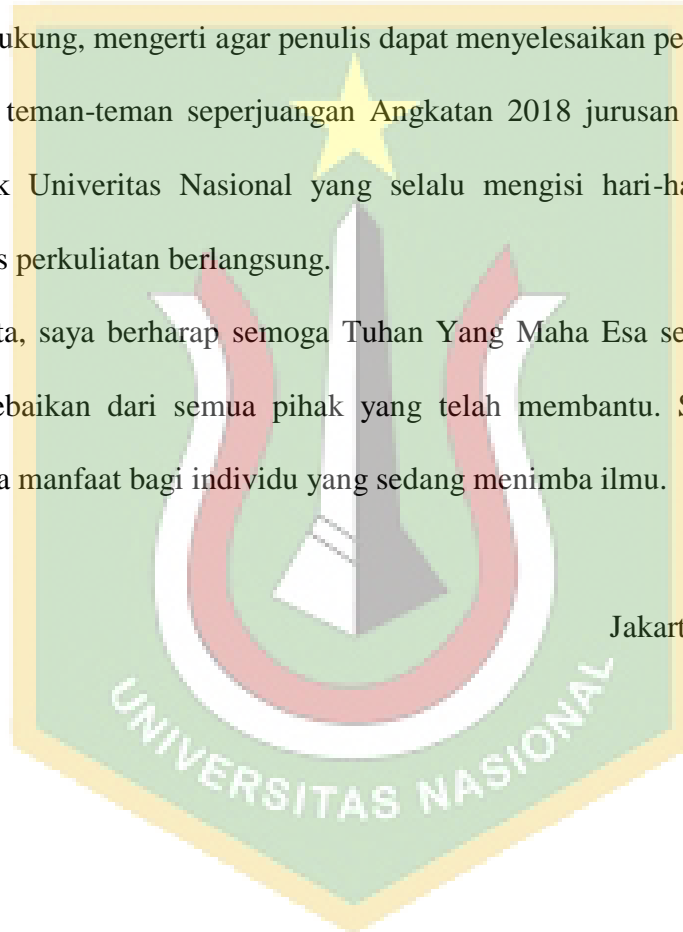 ukung, mengerti agar penulis dapat menyelesaikan pe
teman-teman seperjuangan Angkatan 2018 jurusan
k Univeritas Nasional yang selalu mengisi hari-ha
s perkuliatan berlangsung.
ta, saya berharap semoga Tuhan Yang Maha Esa se
ebaikan dari semua pihak yang telah membantu. S
a manfaat bagi individu yang sedang menimba ilmu.
Jakart
UNIVERSITAS NASIONAL